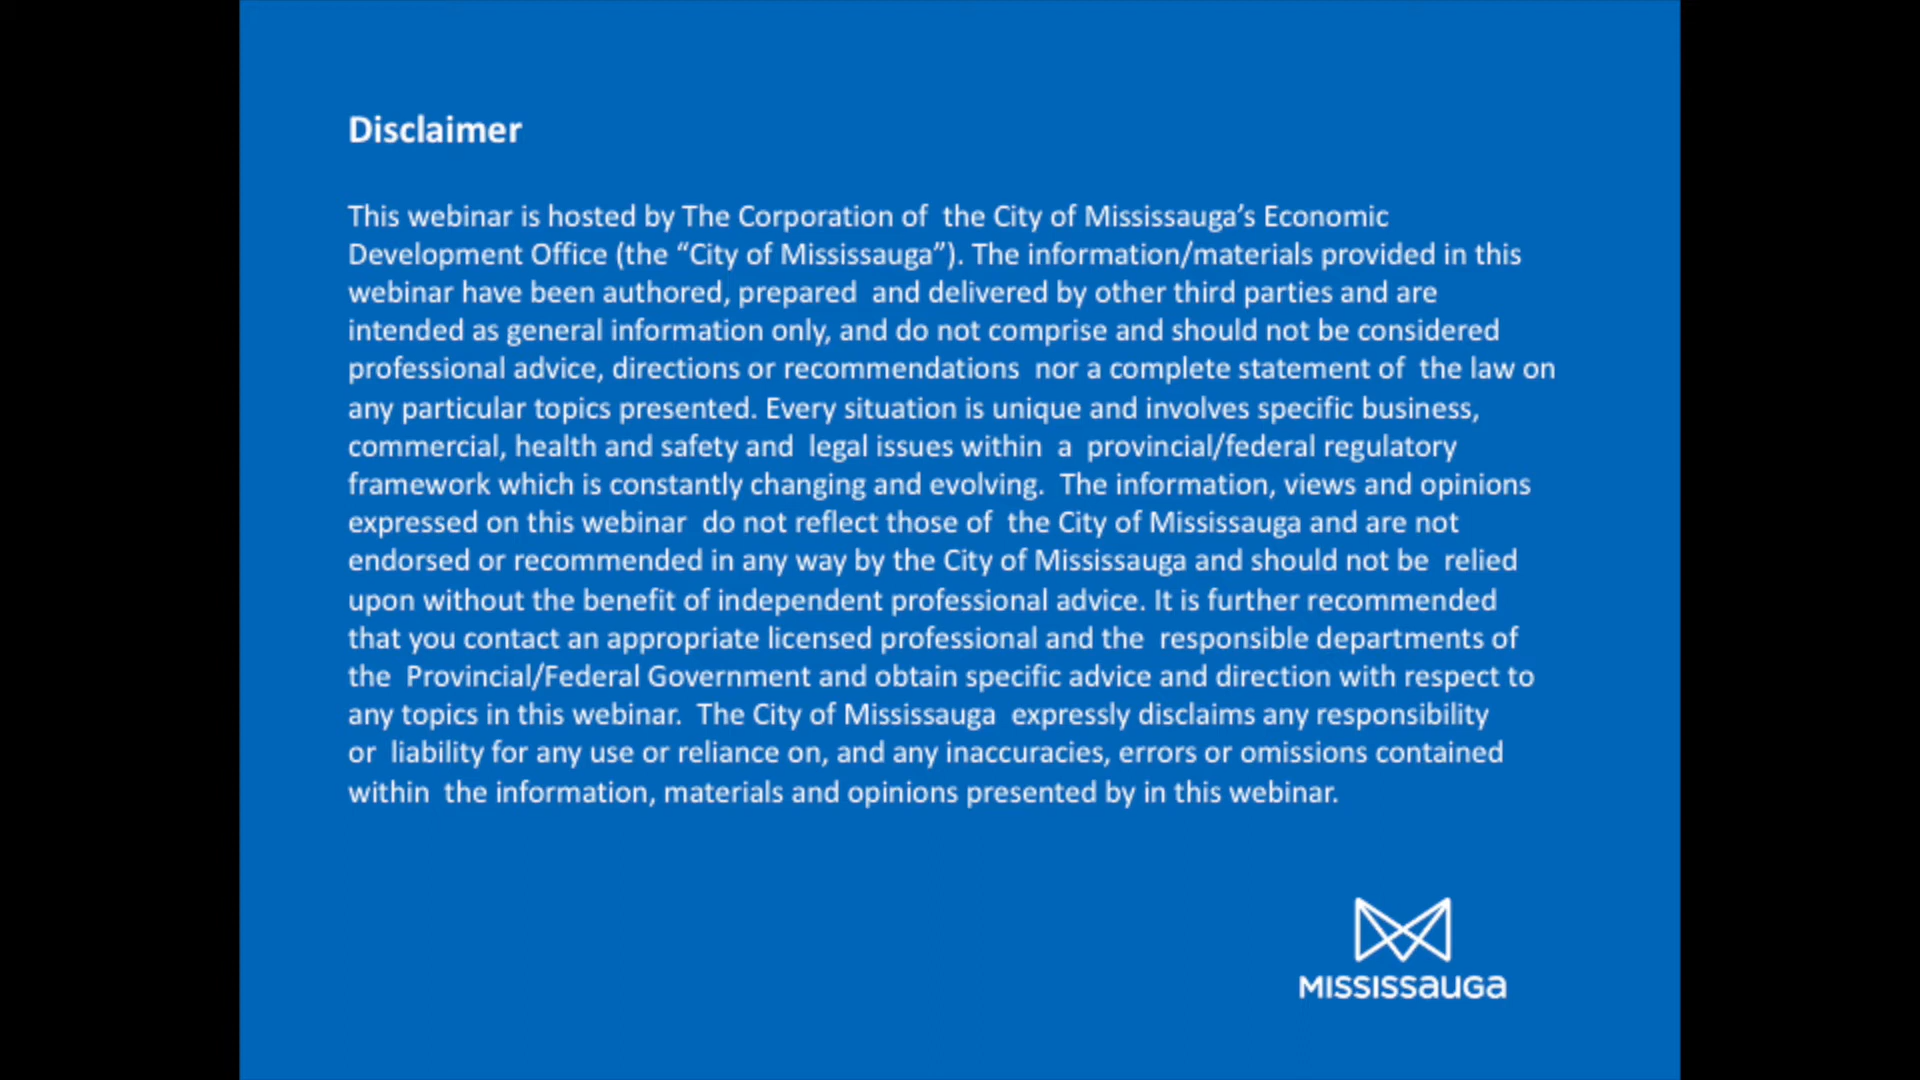 Disclaimer
This webinar is hosted by The Corporation of the City of Mississauga’s Economic
Development Office (the “City of Mississauga”). The information/materials provided in this
webinar have been authored, prepared and delivered by other third parties and are
intended as general information only, and do not comprise and should not be considered
professional advice, directions or recommendations nor a complete statement of the law on
any particular topics presented. Every situation is unique and involves specific business,
commercial, health and safety and legal issues within a provincial/federal regulatory
framework which is constantly changing and evolving. The information, views and opinions
expressed on this webinar do not reflect those of the City of Mississauga and are not
endorsed or recommended in any way by the City of Mississauga and should not be relied
upon without the benefit of independent professional advice. It is further recommended
that you contact an appropriate licensed professional and the responsible departments of
the Provincial/Federal Government and obtain specific advice and direction with respect to
any topics in this webinar. The City of Mississauga expressly disclaims any responsibility
or liability for any use or reliance on, and any inaccuracies, errors or omissions contained
within the information, materials and opinions presented by in this webinar.
MISSISSauGa